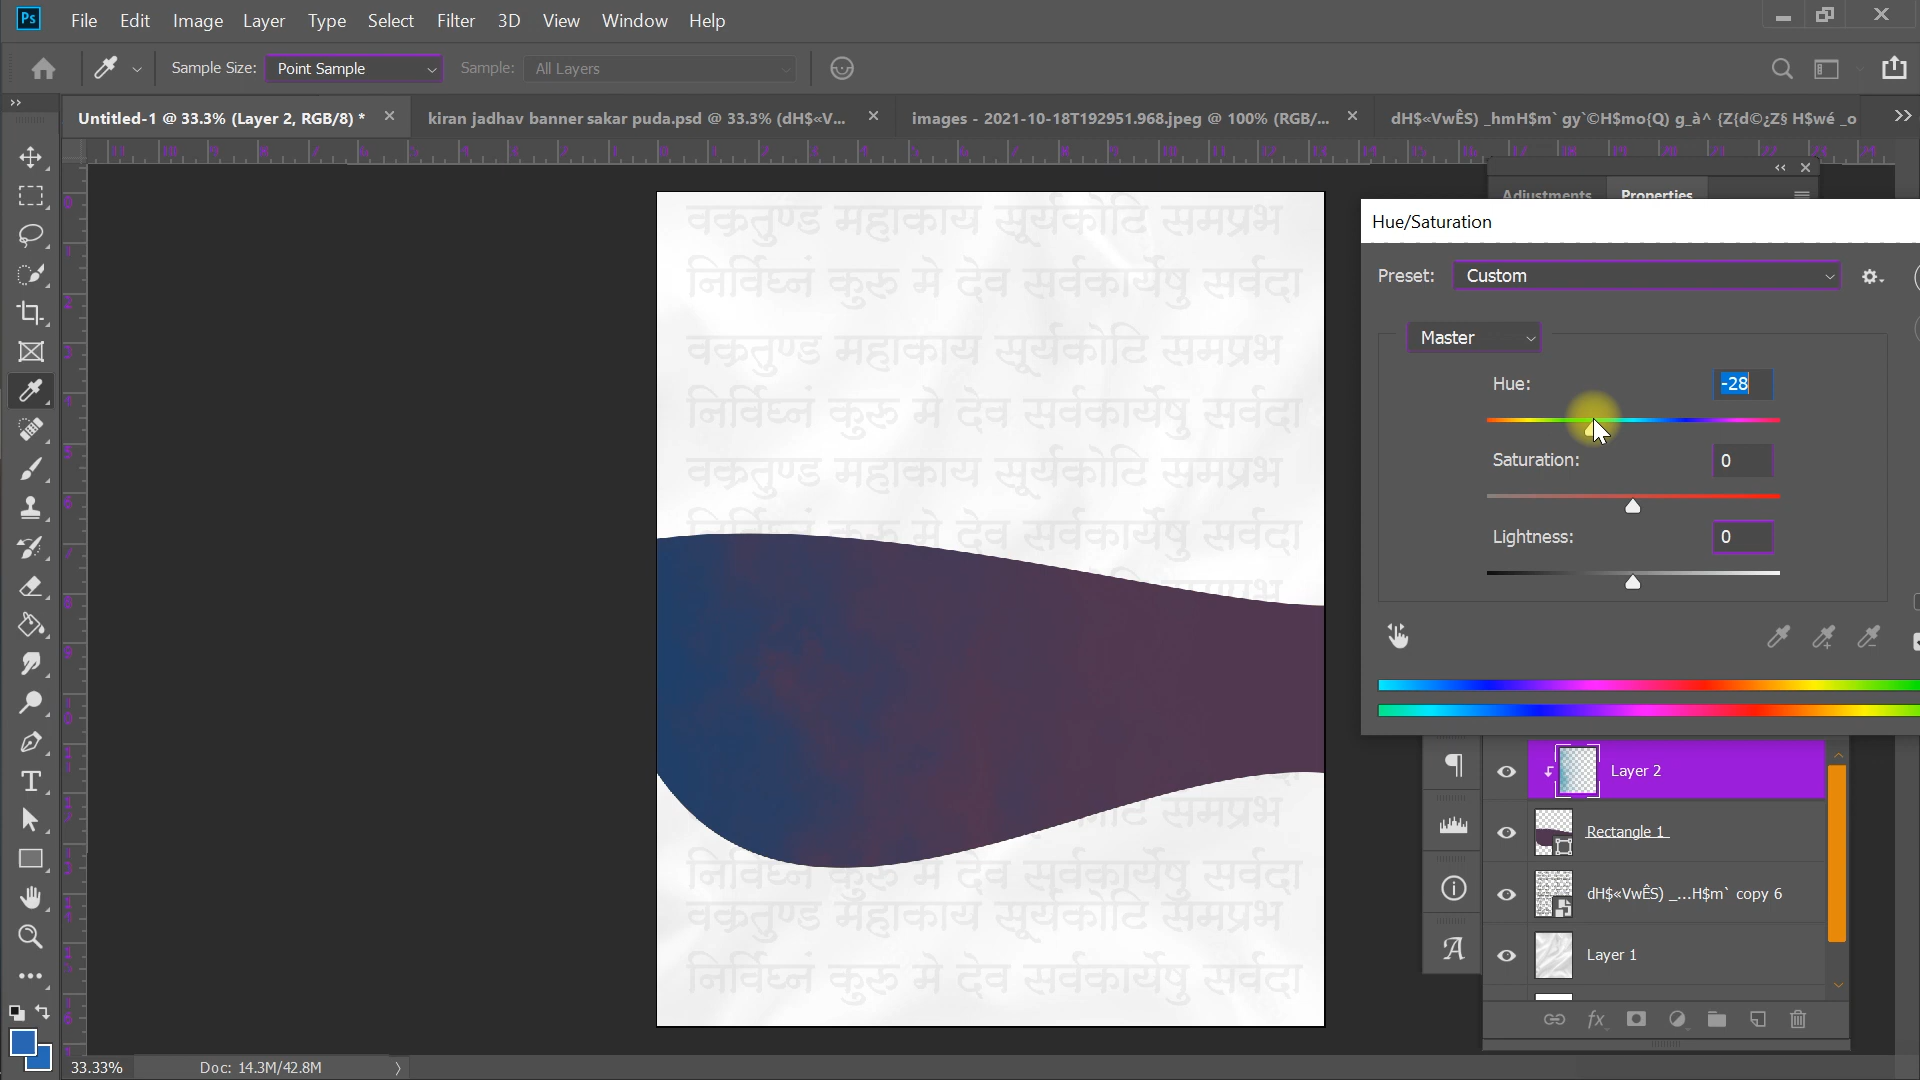 Ps File Edit Image Layer Type Select Filter 3D View Window Help
Sample Size: Point Sample Sample: All Layers
Untitled-1 @ 33.3% (Layer 2, RGB/8) * kiran jadhav banner sakar puda.psd @ 33.3% (dH$«V... images - 2021-10-18T192951.968.jpeg @ 100% (RGB/... dH$«VwÊS) _hmH$m` gy`©H$mo{Q) g_à^ {Z{d©¿Z§ H$wé _o
Adjustments Properties
Hue/Saturation
Preset: Custom
Master
Hue: -28
Saturation: 0
Lightness: 0
वक्रतुण्ड महाकाय सूर्यकोटि समप्रभ
निर्विघ्नं कुरु मे देव सर्वकार्येषु सर्वदा
वक्रतुण्ड महाकाय सूर्यकोटि समप्रभ
निर्विघ्नं कुरु मे देव सर्वकार्येषु सर्वदा
वक्रतुण्ड महाकाय सूर्यकोटि समप्रभ
मे देव सर्वकार्येषु सर्वदा
समप्रभ
निर्विघ्नं कुरु मे देव सर्वकार्येषु सर्वदा
वक्रतुण्ड महाकाय सूर्यकोटि समप्रभ
निर्विघ्नं कुरु मे देव सर्वकार्येषु सर्वदा
Layer 2
Rectangle 1
dH$«VwÊS) _...H$m` copy 6
Layer 1
33.33% Doc: 14.3M/42.8M